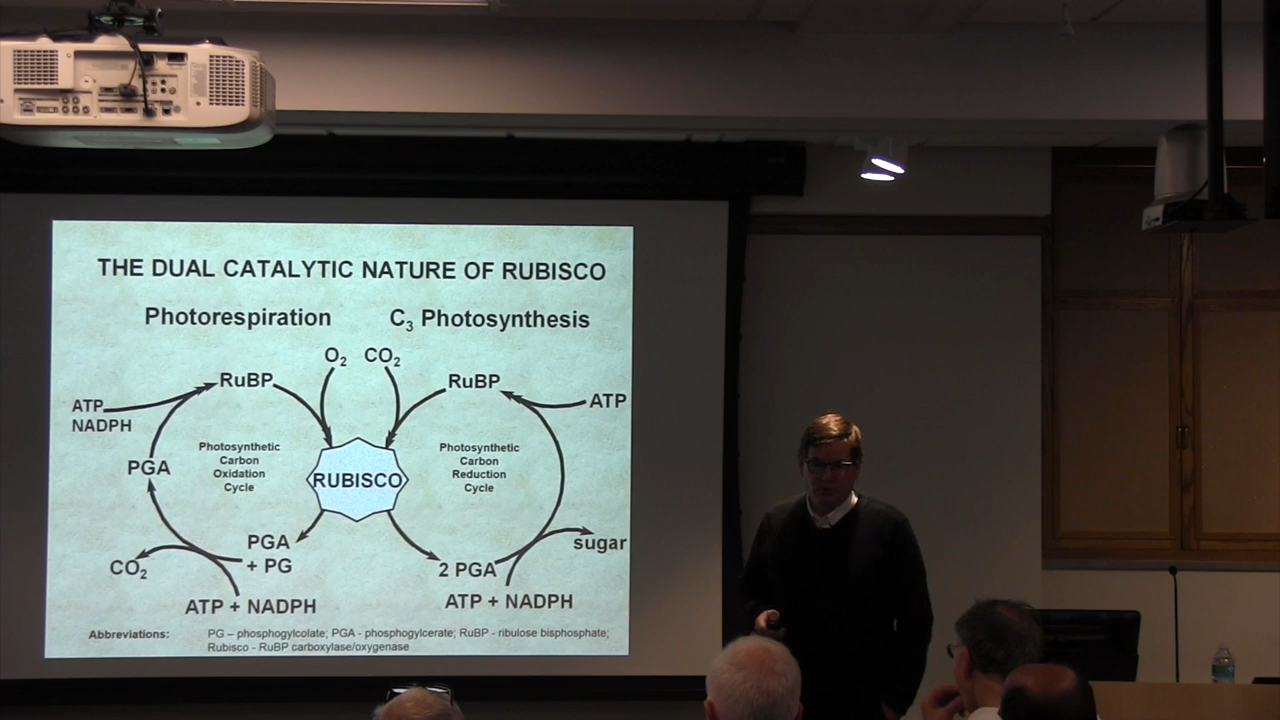 THE DUAL CATALYTIC NATURE OF RUBISCO
Photorespiration
C3 Photosynthesis
O2 CO2
RuBP
RuBP
ATP
NADPH
ATP
Photosynthetic
Carbon
Oxidation
Cycle
Photosynthetic
Carbon
Reduction
Cycle
PGA
RUBISCO
PGA
+ PG
CO2
2 PGA
sugar
ATP + NADPH
ATP + NADPH
Abbreviations:
PG – phosphogylcolate; PGA - phosphogylcerate; RuBP - ribulose bisphosphate;
Rubisco - RuBP carboxylase/oxygenase